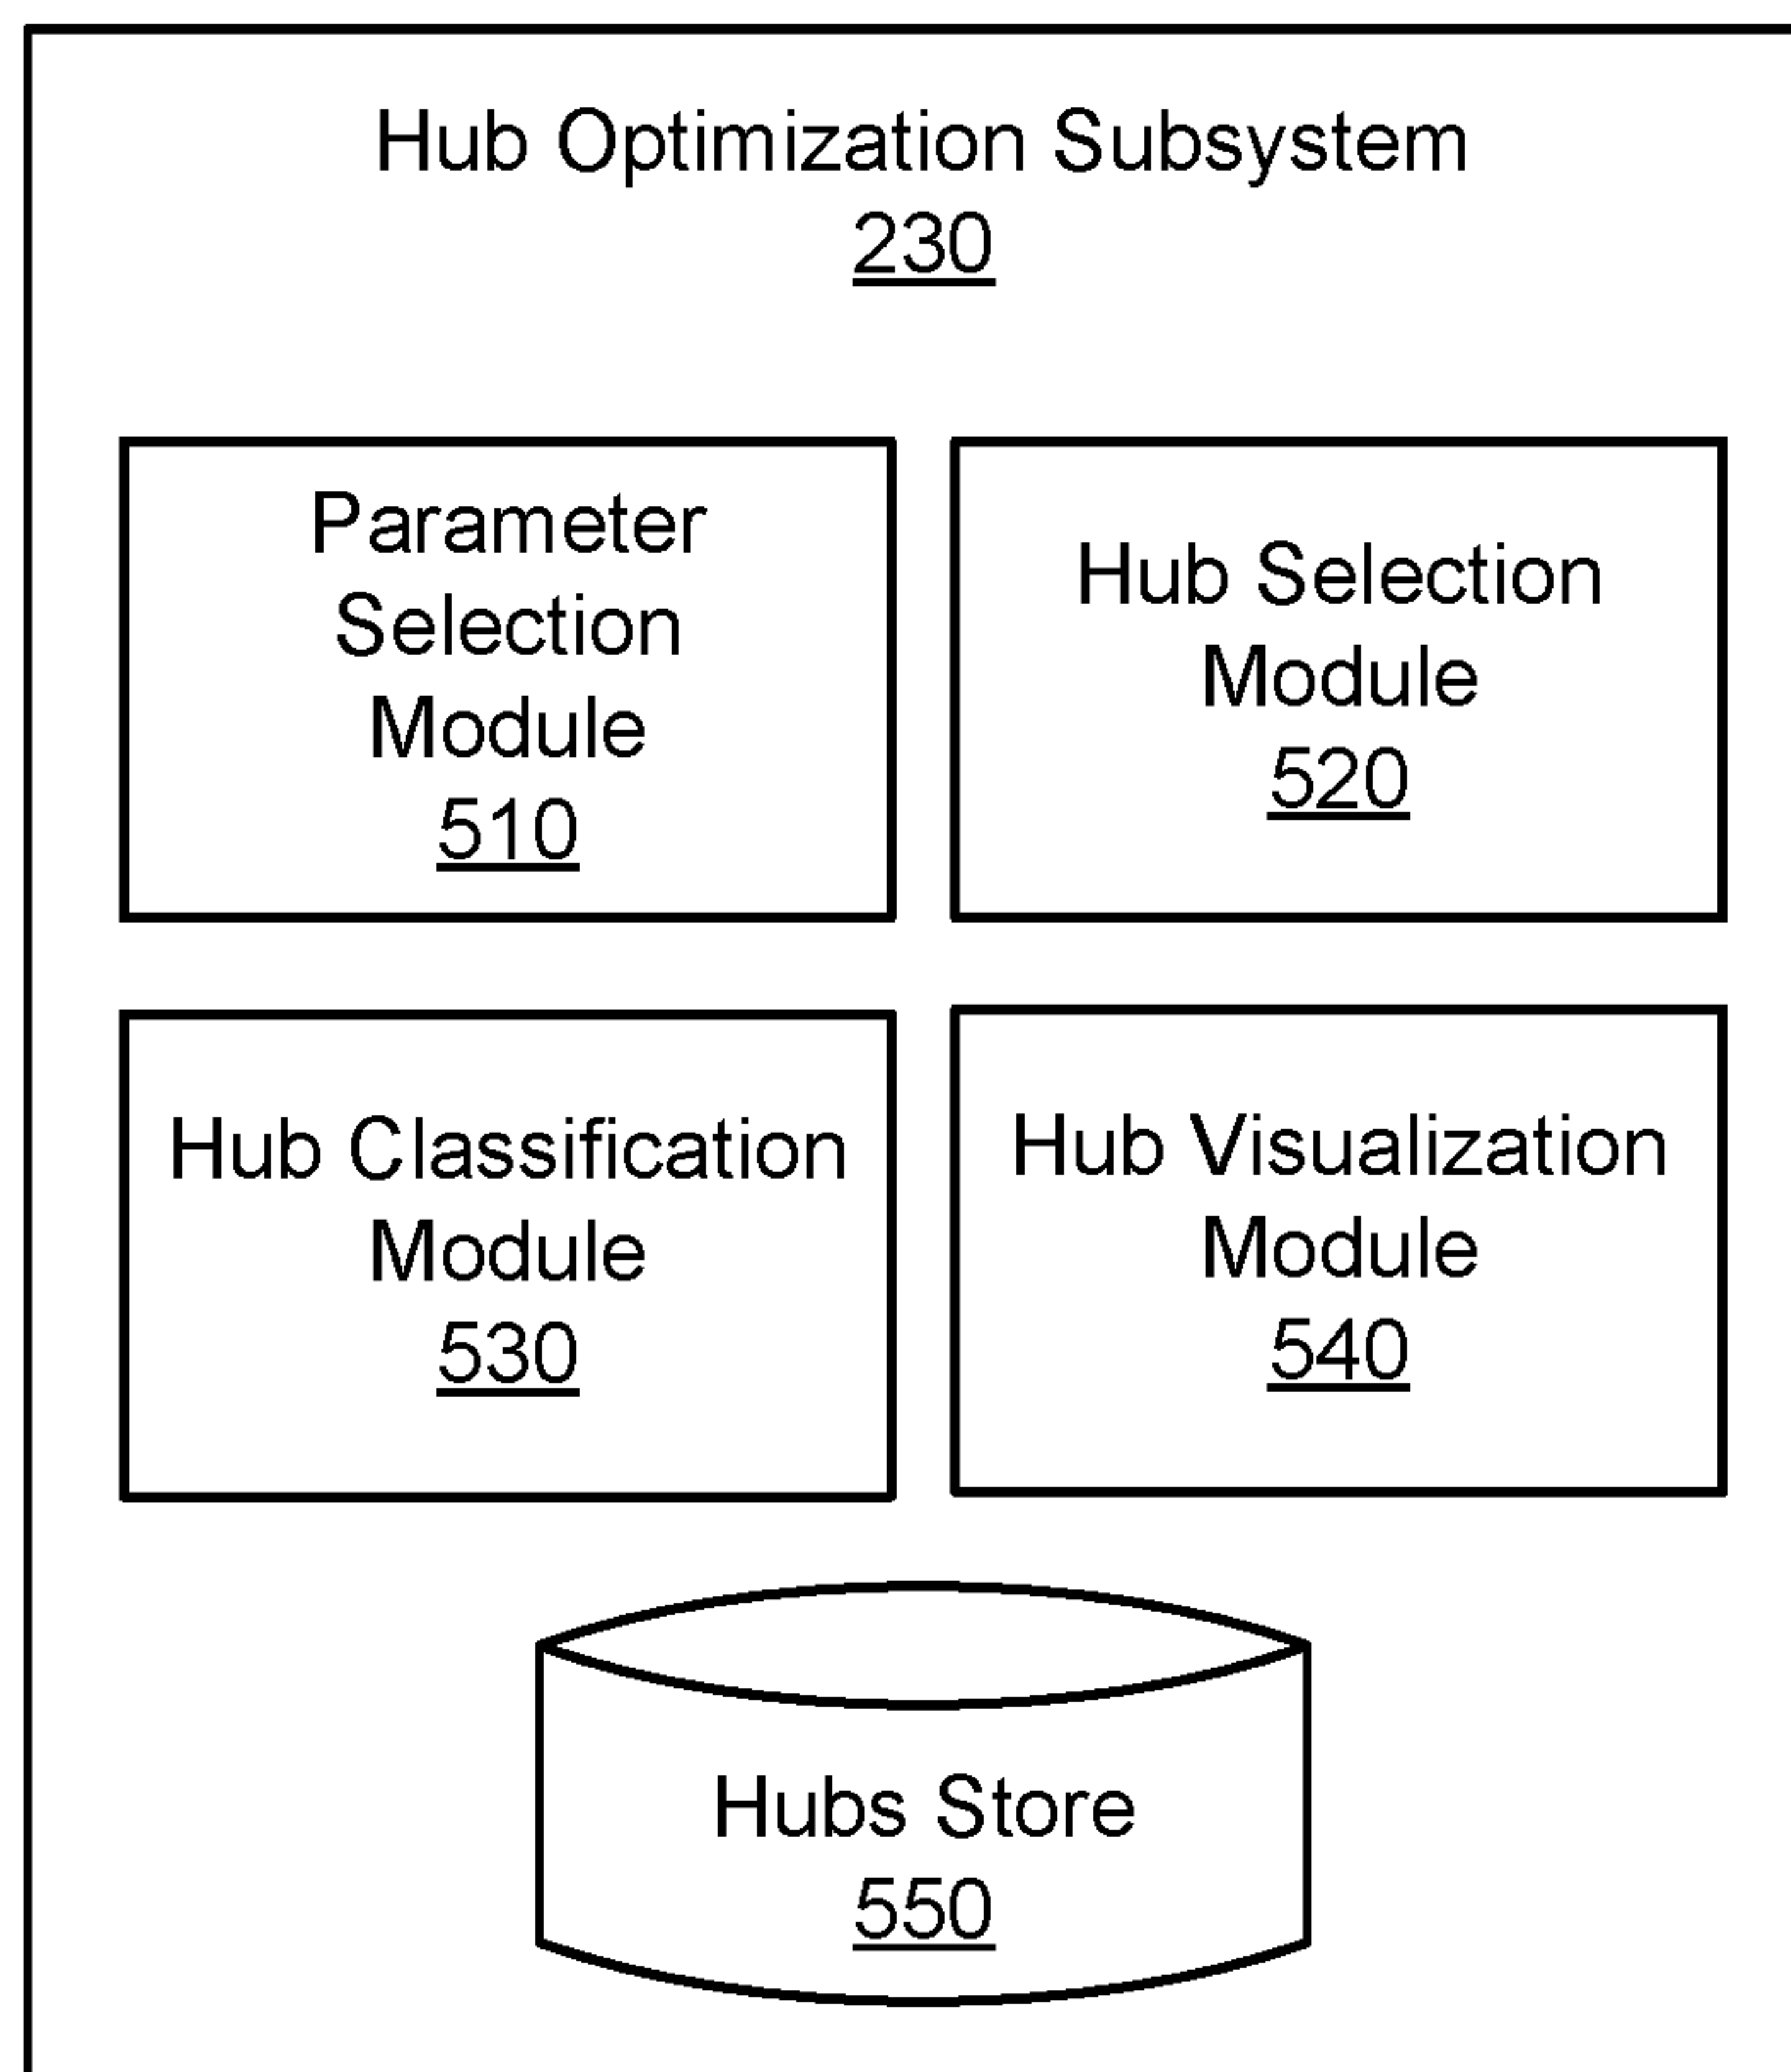 Hub Optimization Subsystem
230
Parameter
Selection
Module
510
Hub Selection
Module
520
Hub Classification
Module
530
Hub Visualization
Module
540
Hubs Store
550